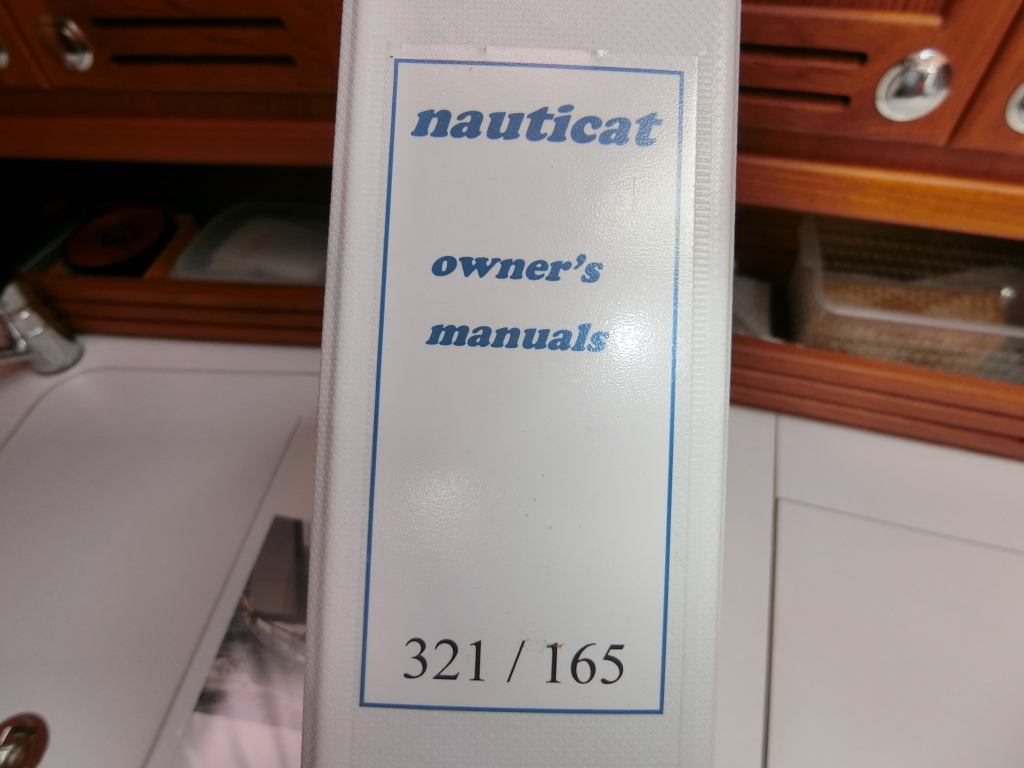 nauticat
owner's
manuals
321 / 165